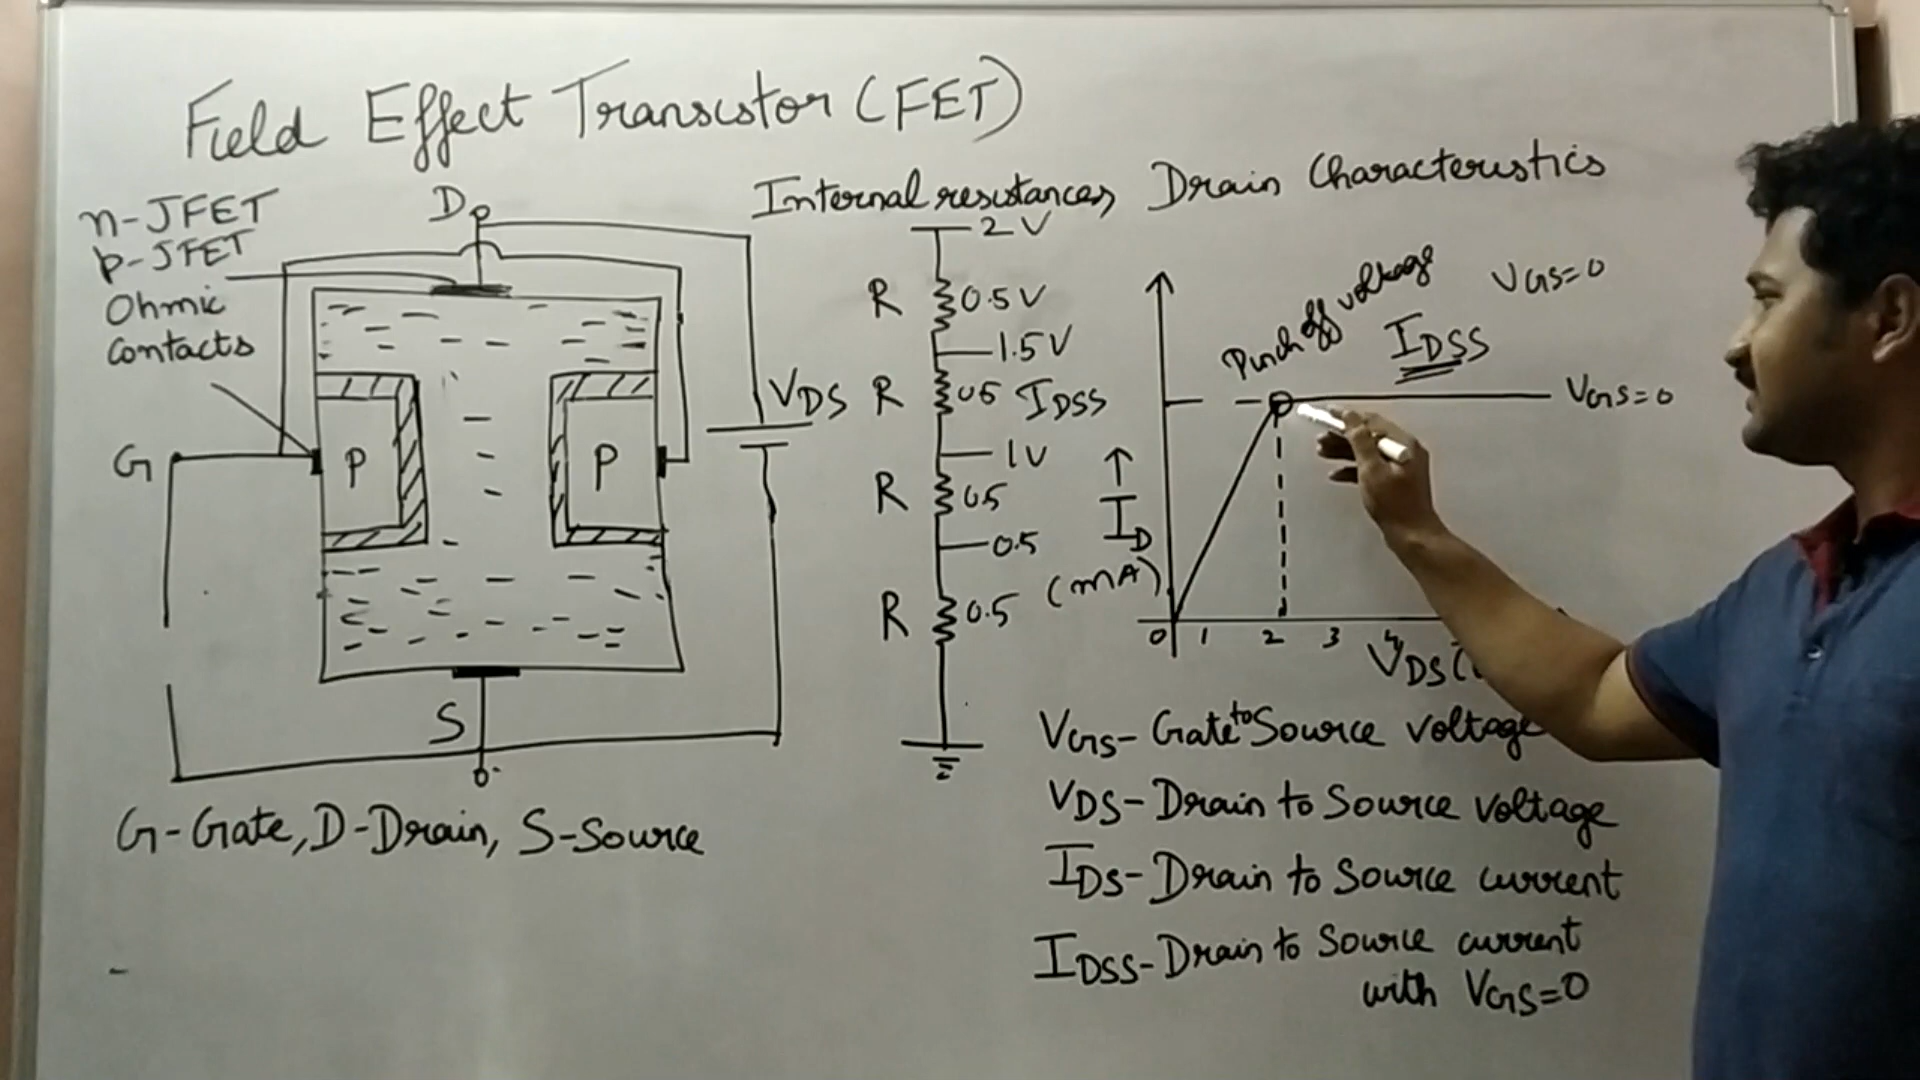 Field Effect Transistor (FET)
n-JFET
p-JFET
Ohmic
Contacts
D
G
P
P
VDS
S
G-Gate, D-Drain, S-Source
Internal resistances
2V
R 0.5V
1.5V
R 0.5 IDSS
1V
R 0.5
0.5
R 0.5
Drain Characteristics
VGS=0
Pinch off voltage
IDSS
VGS=0
ID
(mA)
0 1 2 3 4
VDS(
VGS- Gate to Source voltage
VDS- Drain to Source voltage
IDS- Drain to Source current
IDSS- Drain to Source current
with VGS=0